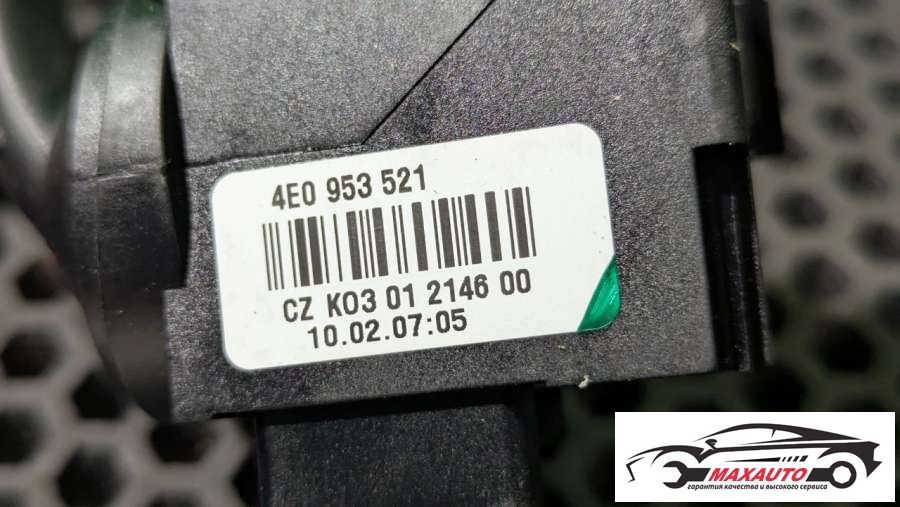 4E0 953 521
CZ K03 01 2146 00
10.02.07:05
MAXAUTO
гарантия качества и высокого сервиса